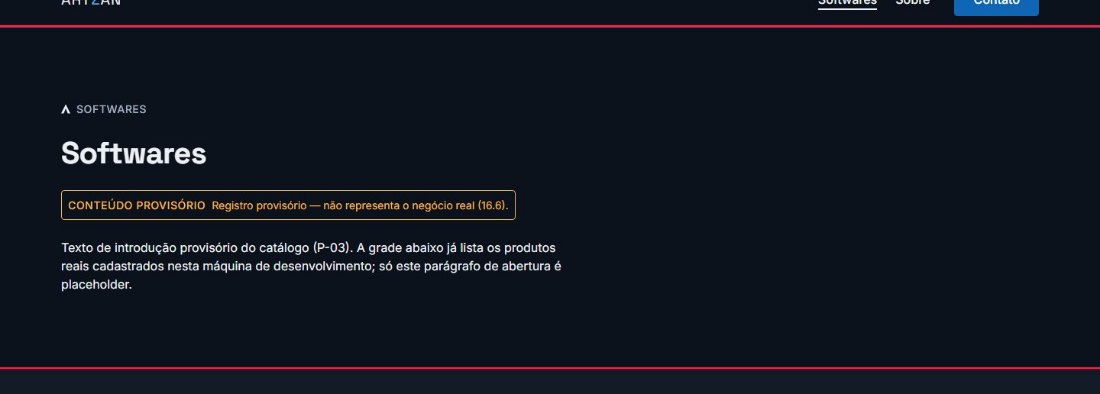 ARTZAN
Softwares Sobre Contato
SOFTWARES
Softwares
CONTEÚDO PROVISÓRIO Registro provisório — não representa o negócio real (16.6).
Texto de introdução provisório do catálogo (P-03). A grade abaixo já lista os produtos
reais cadastrados nesta máquina de desenvolvimento; só este parágrafo de abertura é
placeholder.